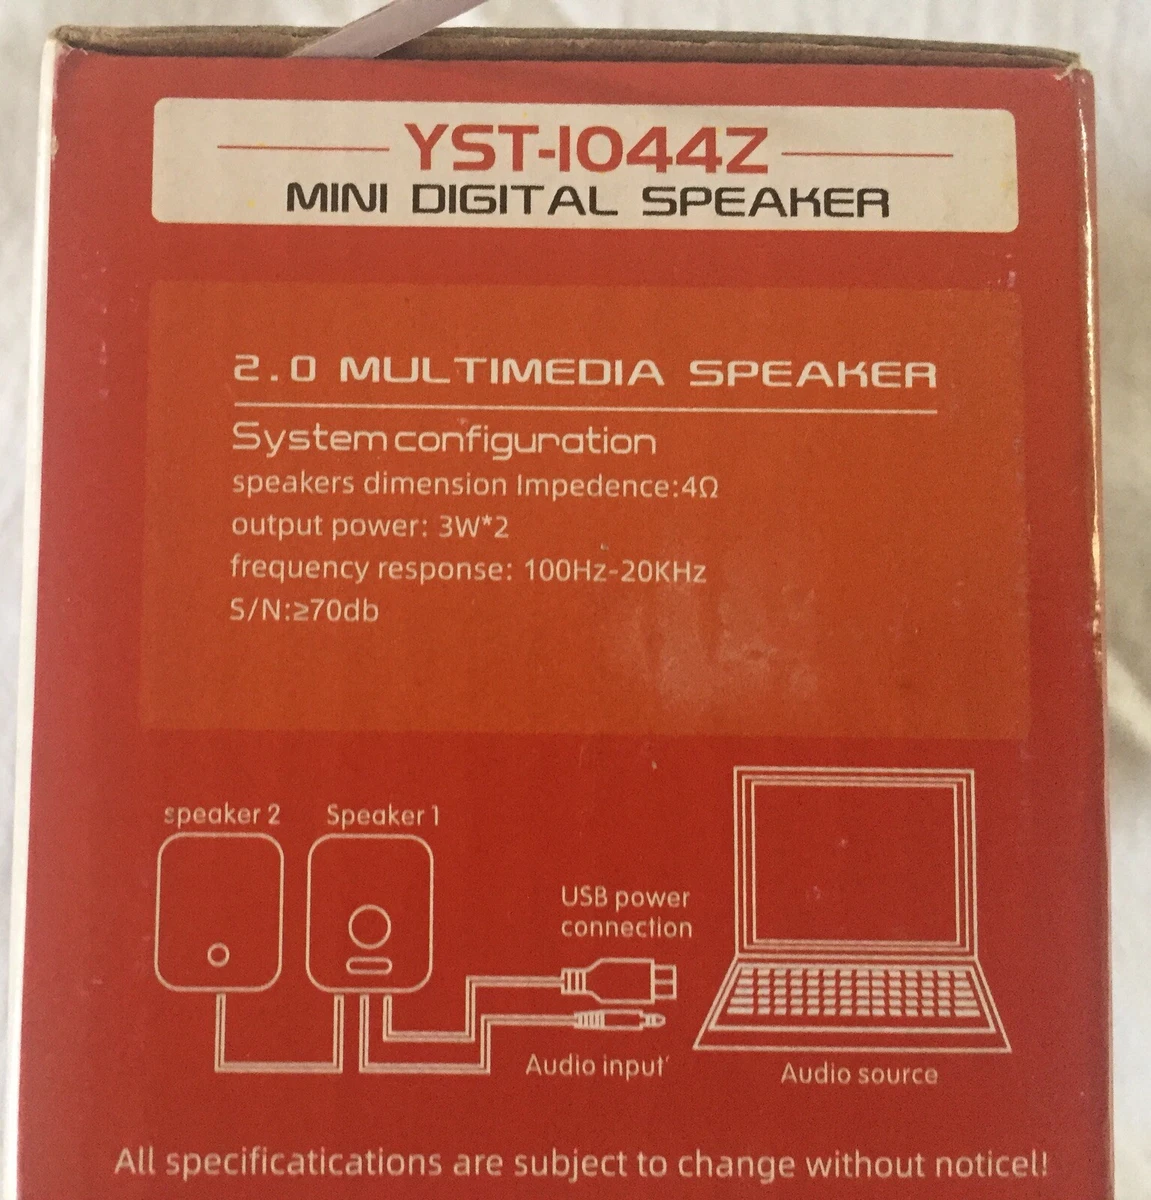 YST-1044Z
MINI DIGITAL SPEAKER
2.0 MULTIMEDIA SPEAKER
System configuration
speakers dimension Impedence:4Ω
output power: 3W*2
frequency response: 100Hz-20KHz
S/N:≥70db
speaker 2
Speaker 1
USB power
connection
Audio input
Audio source
All specificatications are subject to change without noticel!